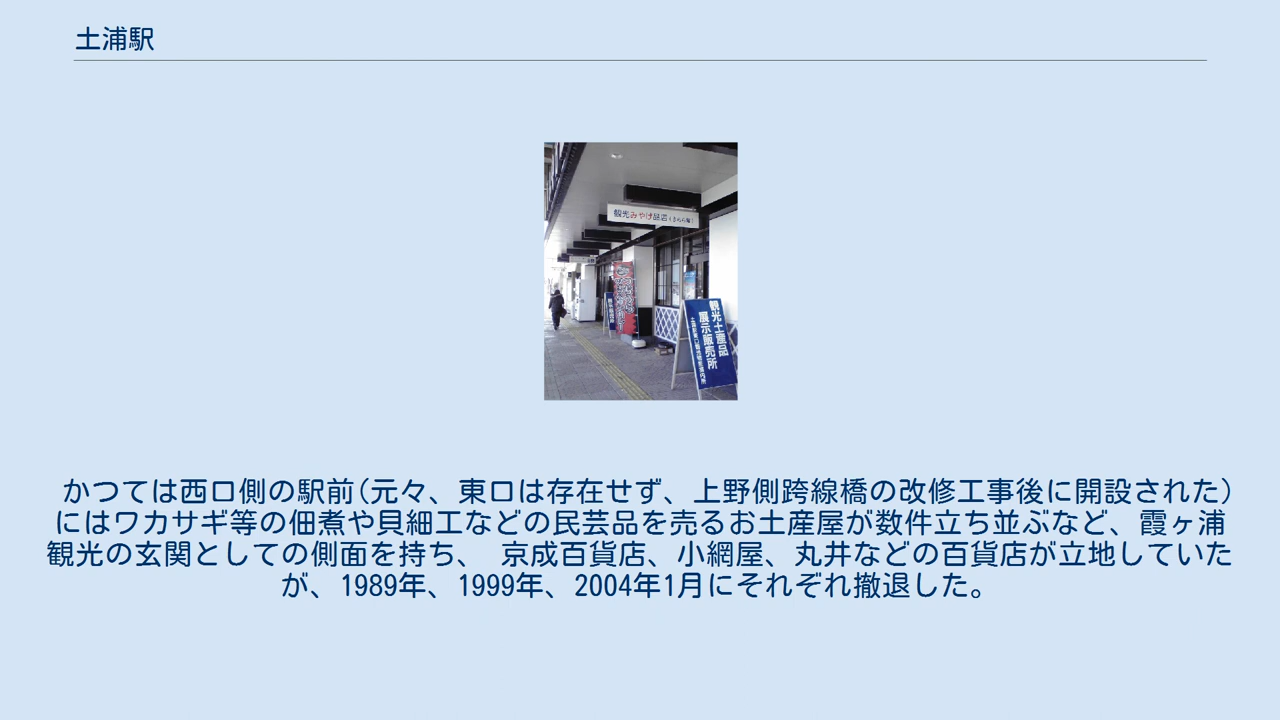 土浦駅
観光みやげ品店(きらら館)
観光土産品
展示販売所
かつては西口側の駅前(元々、東口は存在せず、上野側跨線橋の改修工事後に開設された)
にはワカサギ等の佃煮や貝細工などの民芸品を売るお土産屋が数件立ち並ぶなど、霞ヶ浦
観光の玄関としての側面を持ち、 京成百貨店、小網屋、丸井などの百貨店が立地していた
が、1989年、1999年、2004年1月にそれぞれ撤退した。